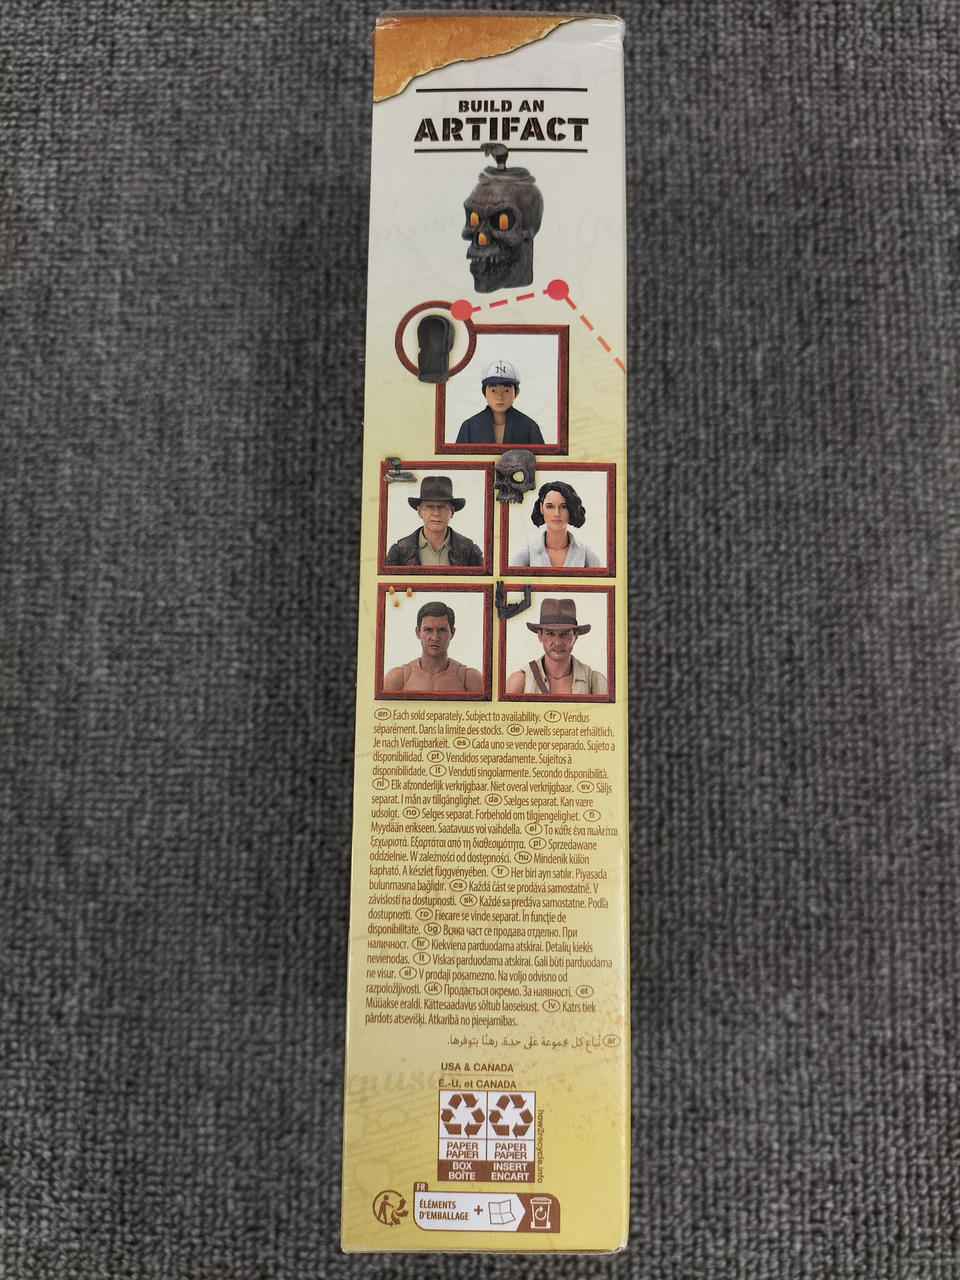 BUILD AN
ARTIFACT
N
en Each sold separately. Subject to availability. fr Vendus
séparément. Dans la limite des stocks. de Jeweils separat erhältlich.
Je nach Verfügbarkeit. es Cada uno se vende por separado. Sujeto a
disponibilidad. pt Vendidos separadamente. Sujeitos à
disponibilidade. it Venduti singolarmente. Secondo disponibilità.
nl Elk afzonderlijk verkrijgbaar. Niet overal verkrijgbaar. sv Säljs
separat. I mån av tillgänglighet. da Sælges separat. Kan være
udsolgt. no Selges separat. Forbehold om tilgjengelighet. fi
Myydään erikseen. Saatavuus voi vaihdella. el Το κάθε ένα πωλείται
ξεχωριστά. Εξαρτάται από τη διαθεσιμότητα. pl Sprzedawane
oddzielnie. W zależności od dostępności. hu Mindenik külön
kapható. A készlet függvényében. tr Her biri ayrı satılır. Piyasada
bulunmasına bağlıdır. cs Každá část se prodává samostatně. V
závislosti na dostupnosti. sk Každé sa predáva samostatne. Podľa
dostupnosti. ro Fiecare se vinde separat. În funcție de
disponibilitate. bg Всяка част се продава отделно. При
наличност. hr Kiekviena parduodama atskirai. Detalių kiekis
nevienodas. lt Viskas parduodama atskirai. Gali būti parduodama
ne visur. sl V prodaji posamezno. Na voljo odvisno od
razpoložljivosti. uk Продається окремо. За наявності. et
Müüakse eraldi. Kättesaadavus sõltub laoseisust. lv Katrs tiek
pārdots atsevišķi. Atkarībā no pieejamības.
ar تُباع كل مجموعة على حدة، رهنًا بتوفرها.
USA & CANADA
É.-U. et CANADA
PAPER PAPER
PAPIER PAPIER
BOX INSERT
BOÎTE ENCART
how2recycle.info
FR
ÉLÉMENTS
D'EMBALLAGE +